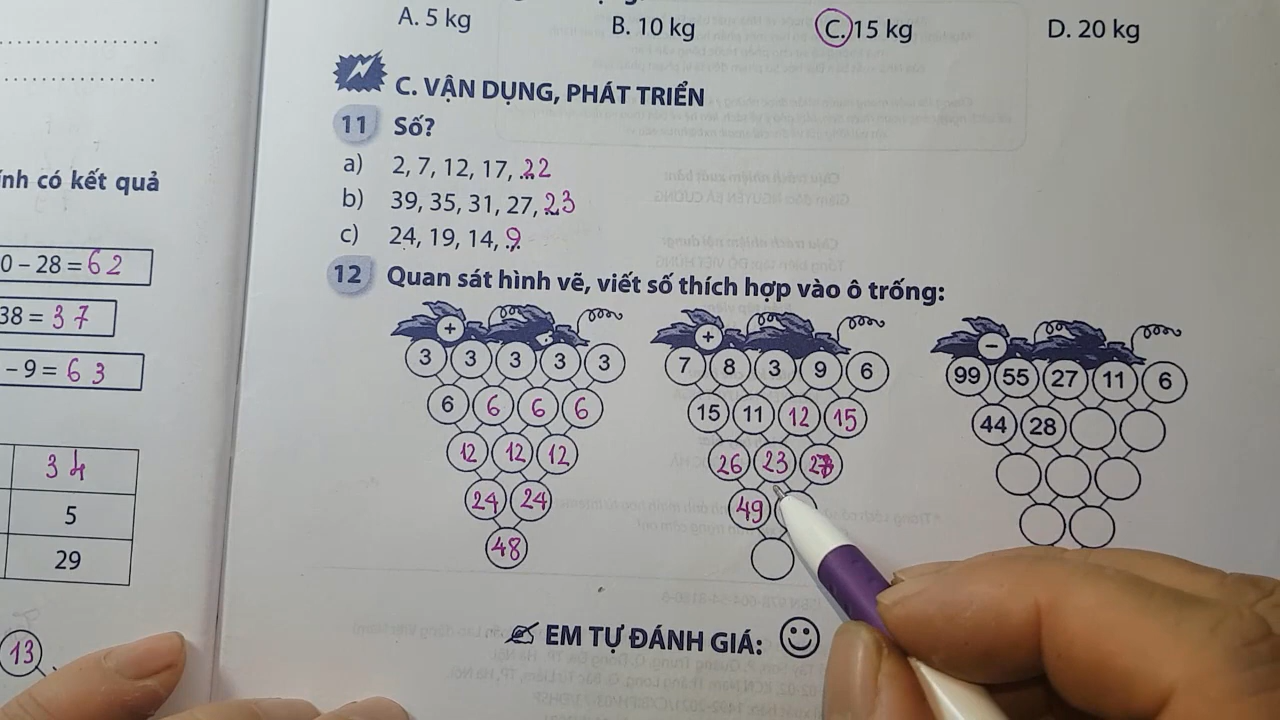 A. 5 kg B. 10 kg C. 15 kg D. 20 kg
C. VẬN DỤNG, PHÁT TRIỂN
11 Số?
a) 2, 7, 12, 17, 22
b) 39, 35, 31, 27, 23
c) 24, 19, 14, 9
12 Quan sát hình vẽ, viết số thích hợp vào ô trống:
+
3 3 3 3 3
6 6 6 6
12 12 12
24 24
48
+
7 8 3 9 6
15 11 12 15
26 23
49
−
99 55 27 11 6
44 28
EM TỰ ĐÁNH GIÁ:
ính có kết quả
0 – 28 = 62
38 = 37
– 9 = 63
34
5
29
13